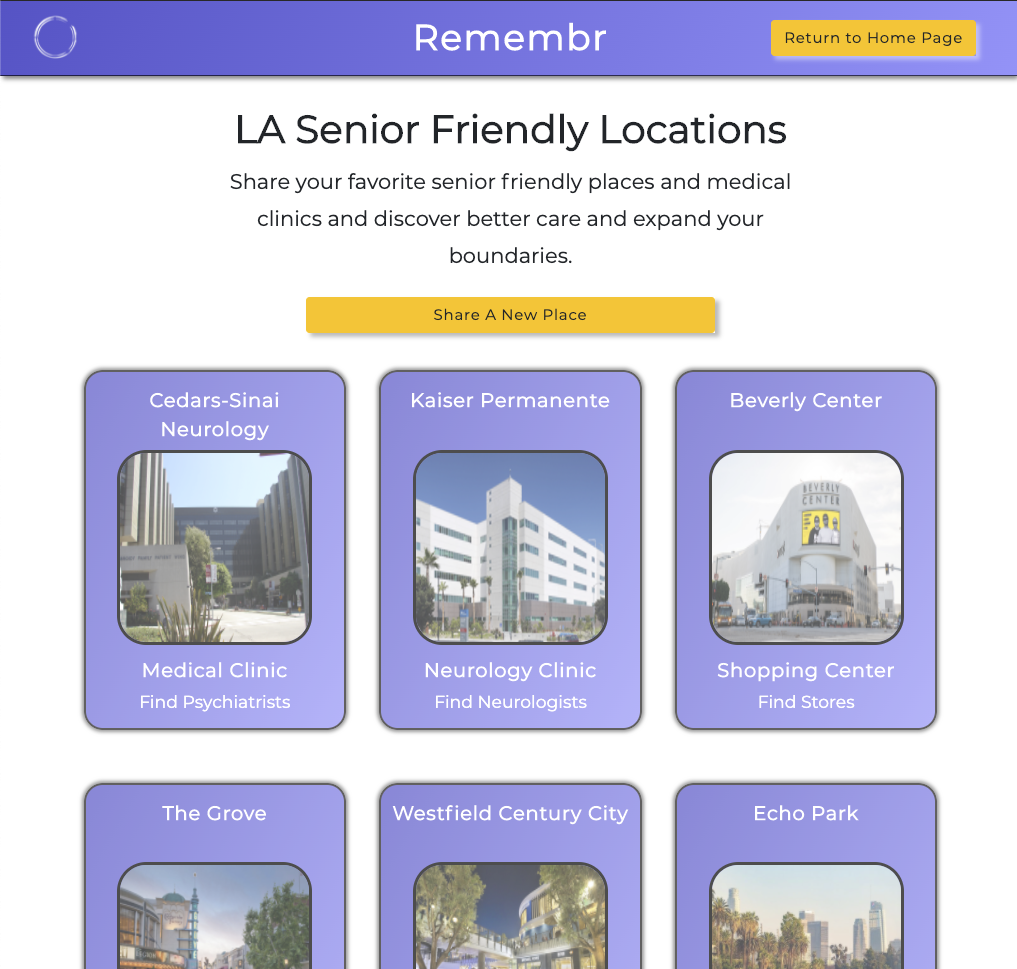 Remembr
Return to Home Page
LA Senior Friendly Locations
Share your favorite senior friendly places and medical
clinics and discover better care and expand your
boundaries.
Share A New Place
Cedars-Sinai
Neurology
Medical Clinic
Find Psychiatrists
Kaiser Permanente
Neurology Clinic
Find Neurologists
Beverly Center
BEVERLY
CENTER
Shopping Center
Find Stores
The Grove
Westfield Century City
Echo Park